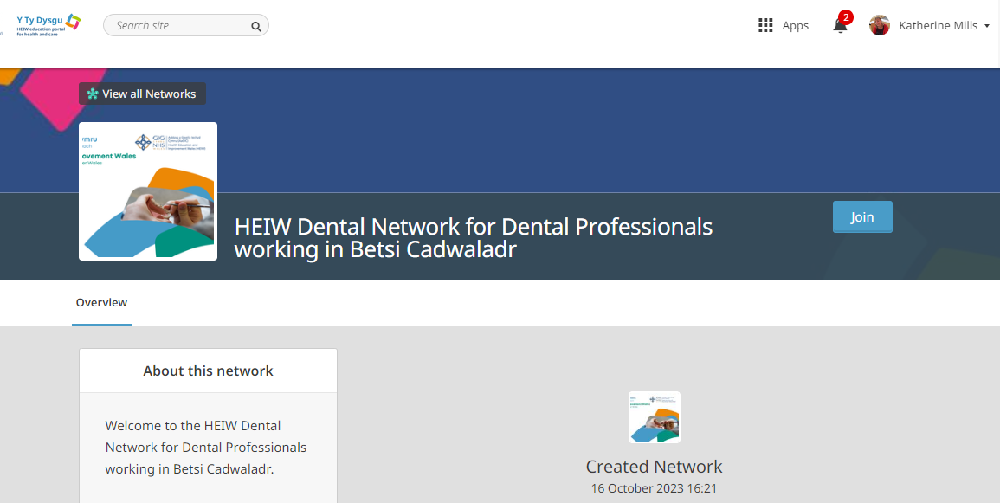 Y Ty Dysgu
HEIW education portal
for health and care
Search site
Apps
2
Katherine Mills
View all Networks
ymru
ovement Wales
er Wales
GIG
NHS
HEIW Dental Network for Dental Professionals
working in Betsi Cadwaladr
Join
Overview
About this network
Welcome to the HEIW Dental
Network for Dental Professionals
working in Betsi Cadwaladr.
Created Network
16 October 2023 16:21